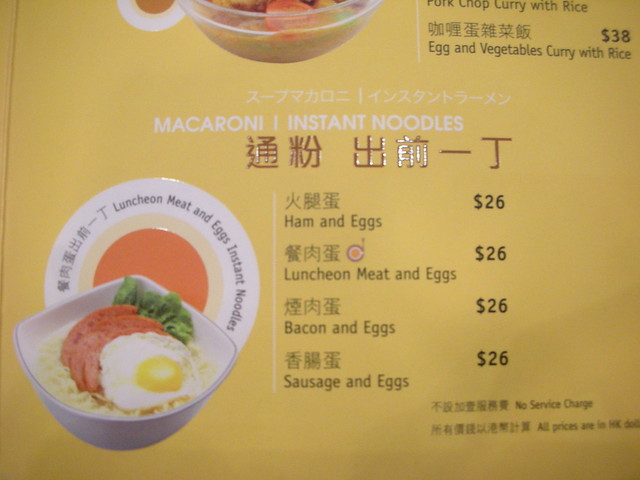 Pork Chop Curry with Rice
咖喱蛋雜菜飯 $38
Egg and Vegetables Curry with Rice
スープマカロニ | インスタントラーメン
MACARONI | INSTANT NOODLES
通粉 出前一丁
餐肉蛋出前一丁 Luncheon Meat and Eggs Instant Noodles
火腿蛋 $26
Ham and Eggs
餐肉蛋 $26
Luncheon Meat and Eggs
煙肉蛋 $26
Bacon and Eggs
香腸蛋 $26
Sausage and Eggs
不設加壹服務費 No Service Charge
所有價錢以港幣計算 All prices are in HK